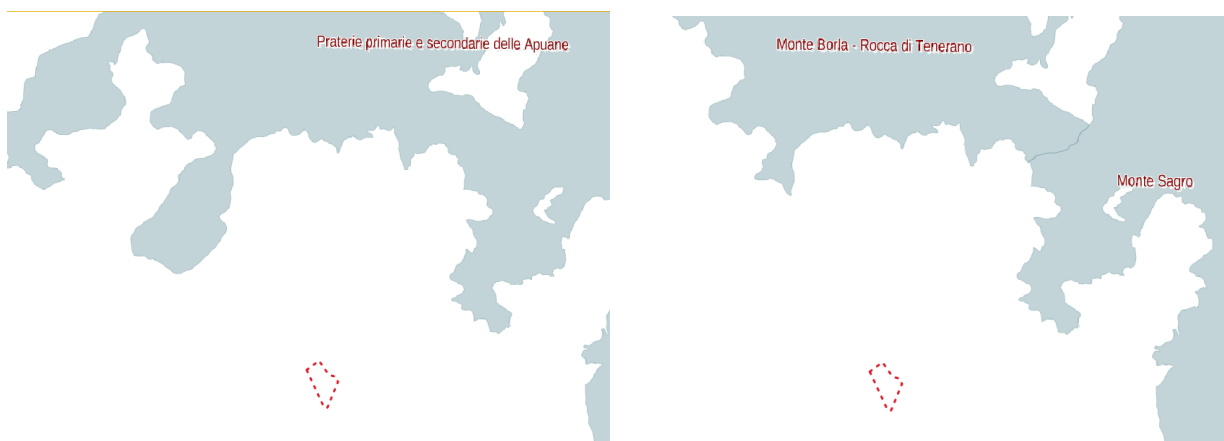 Praterie primarie e secondarie delle Apuane
Monte Borla - Rocca di Tenerano
Monte Sagro